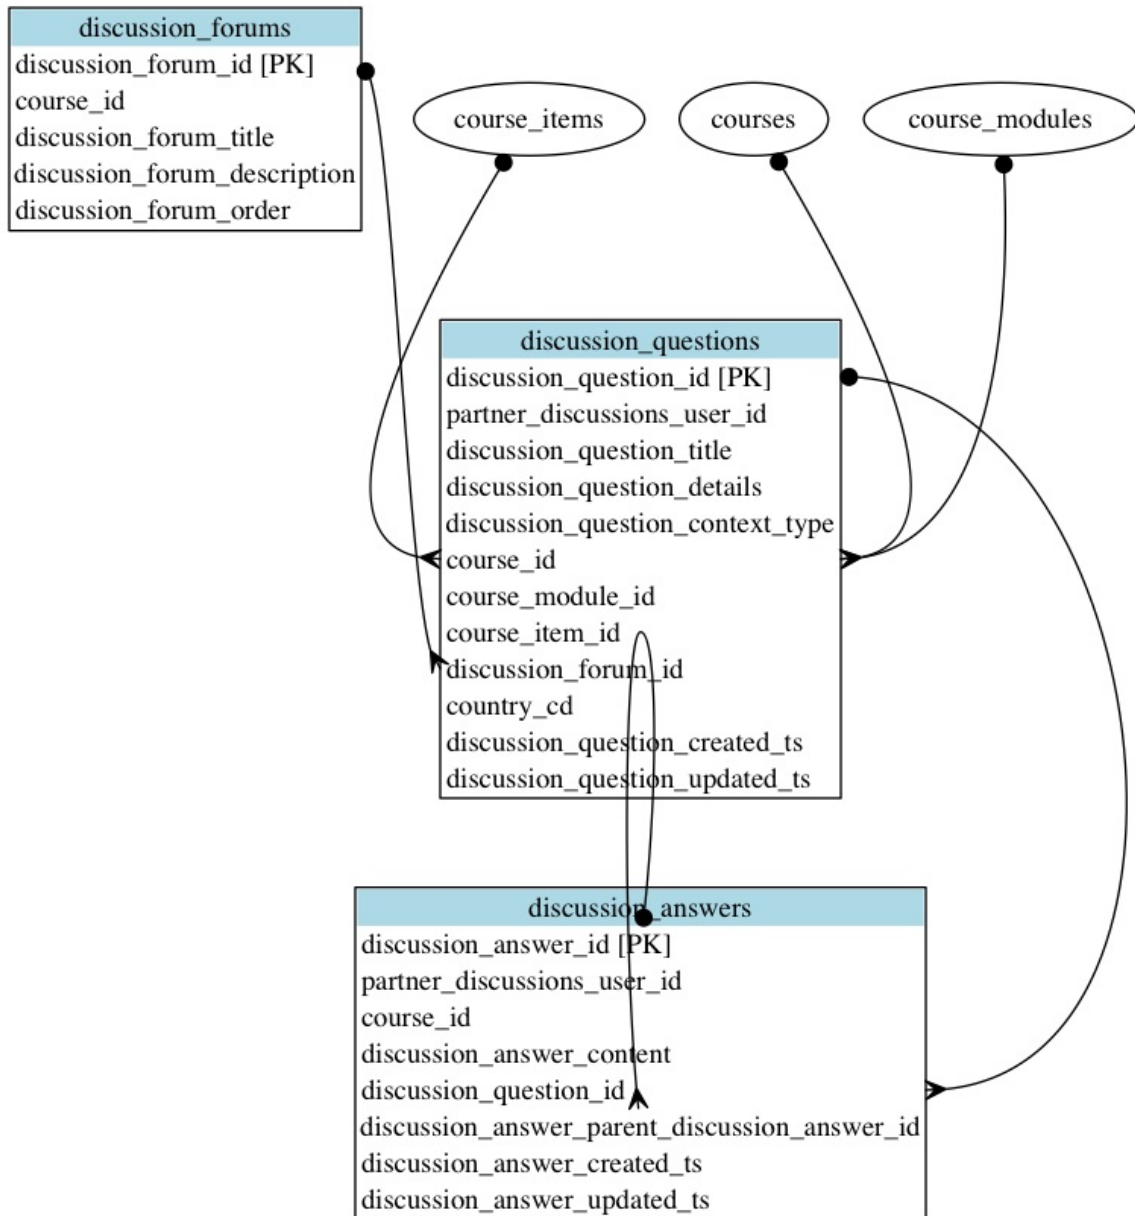 discussion_forums
discussion_forum_id [PK]
course_id
discussion_forum_title
discussion_forum_description
discussion_forum_order
course_items
courses
course_modules
discussion_questions
discussion_question_id [PK]
partner_discussions_user_id
discussion_question_title
discussion_question_details
discussion_question_context_type
course_id
course_module_id
course_item_id
discussion_forum_id
country_cd
discussion_question_created_ts
discussion_question_updated_ts
discussion_answers
discussion_answer_id [PK]
partner_discussions_user_id
course_id
discussion_answer_content
discussion_question_id
discussion_answer_parent_discussion_answer_id
discussion_answer_created_ts
discussion_answer_updated_ts